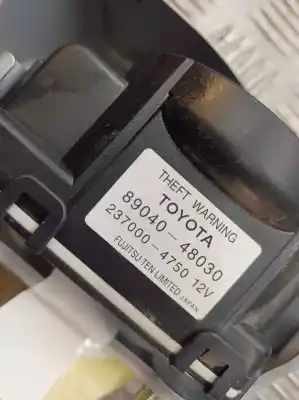 THEFT WARNING
TOYOTA
89040-48030
237000-4750 12V
FUJITSU TEN LIMITED JAPAN